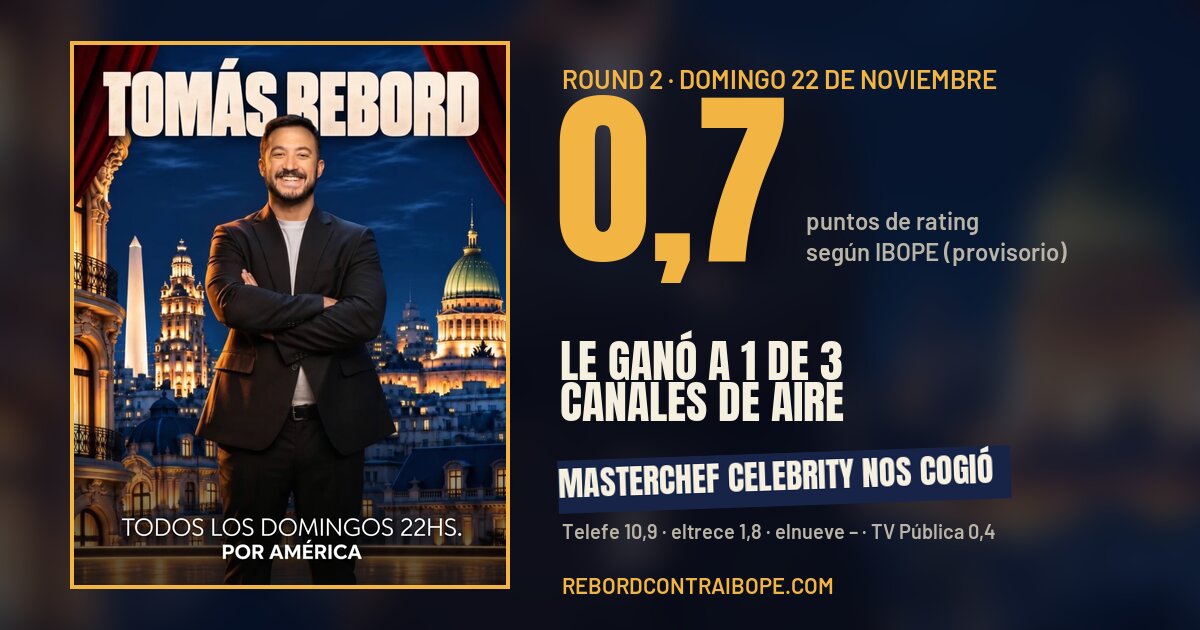 TOMÁS REBORD
TODOS LOS DOMINGOS 22HS.
POR AMÉRICA
ROUND 2 · DOMINGO 22 DE NOVIEMBRE
0,7
puntos de rating
según IBOPE (provisorio)
LE GANÓ A 1 DE 3
CANALES DE AIRE
MASTERCHEF CELEBRITY NOS COGIÓ
Telefe 10,9 · eltrece 1,8 · elnueve – · TV Pública 0,4
REBORDCONTRAIBOPE.COM